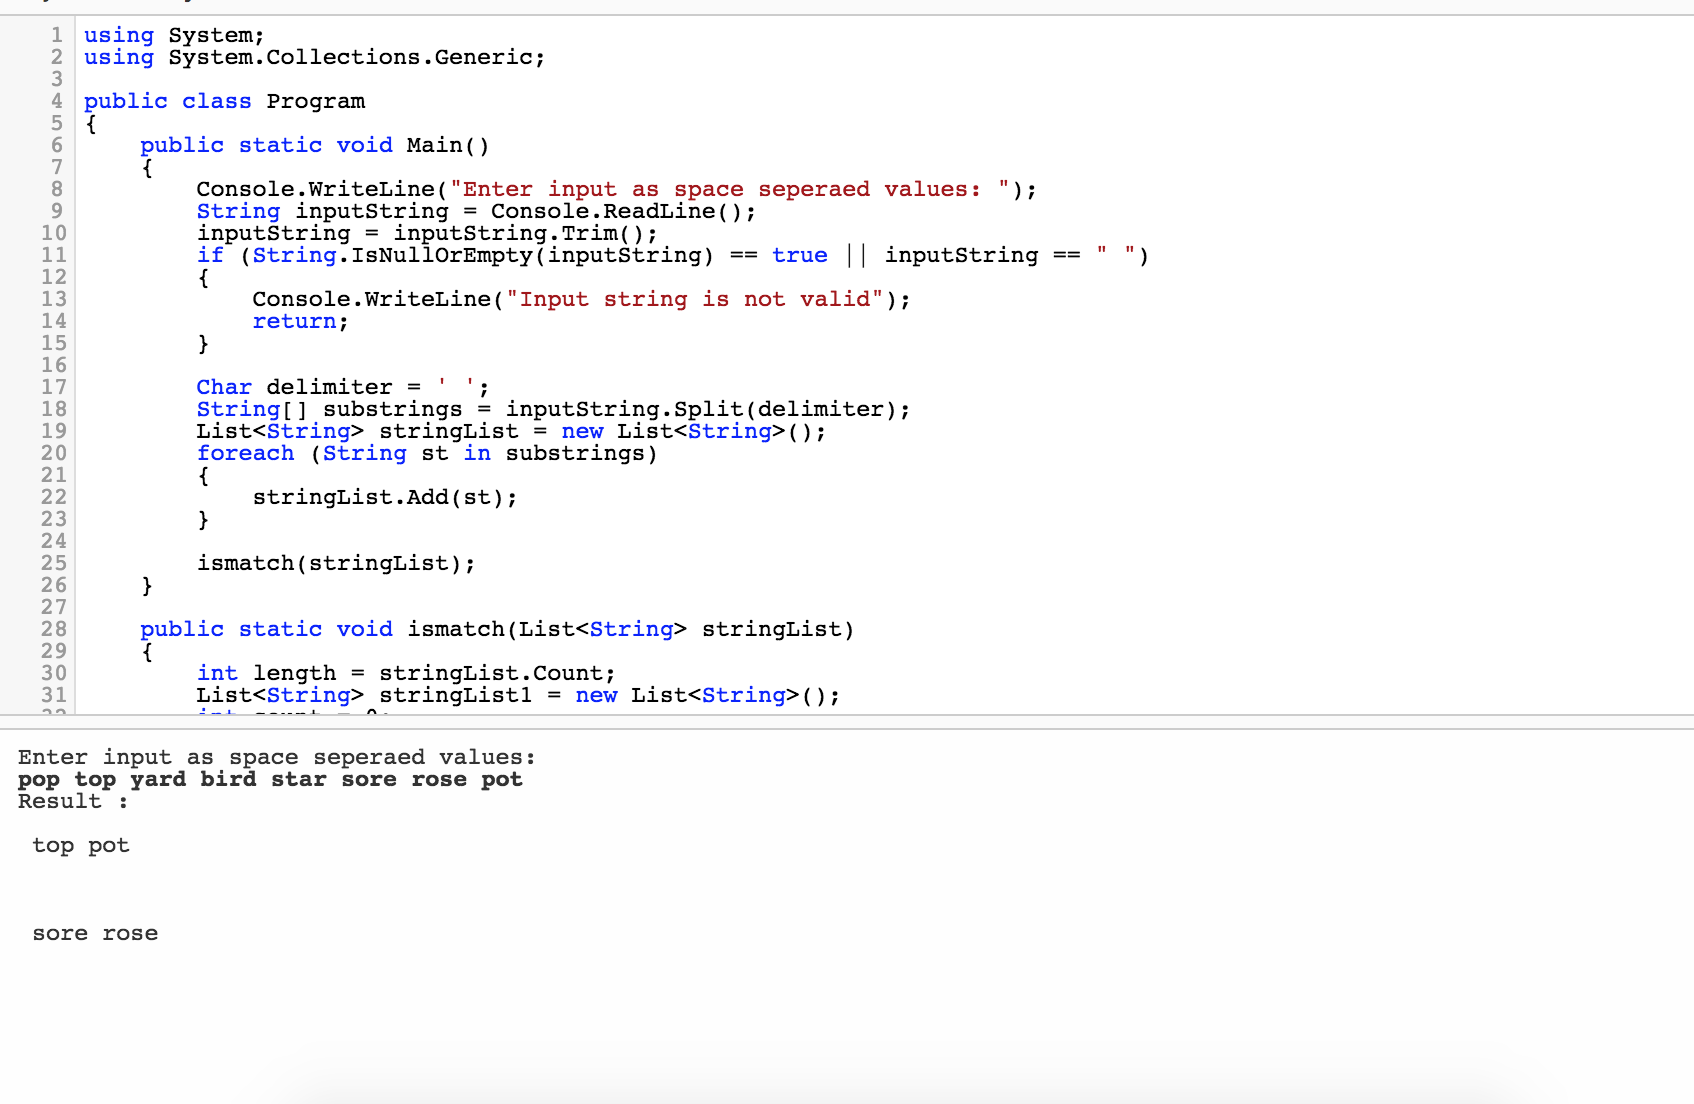 1 using System;
2 using System.Collections.Generic;
3
4 public class Program
5 {
6     public static void Main()
7     {
8         Console.WriteLine("Enter input as space seperaed values: ");
9         String inputString = Console.ReadLine();
10         inputString = inputString.Trim();
11         if (String.IsNullOrEmpty(inputString) == true || inputString == " ")
12         {
13             Console.WriteLine("Input string is not valid");
14             return;
15         }
16
17         Char delimiter = ' ';
18         String[] substrings = inputString.Split(delimiter);
19         List<String> stringList = new List<String>();
20         foreach (String st in substrings)
21         {
22             stringList.Add(st);
23         }
24
25         ismatch(stringList);
26     }
27
28     public static void ismatch(List<String> stringList)
29     {
30         int length = stringList.Count;
31         List<String> stringList1 = new List<String>();
Enter input as space seperaed values:
pop top yard bird star sore rose pot
Result :
top pot
sore rose